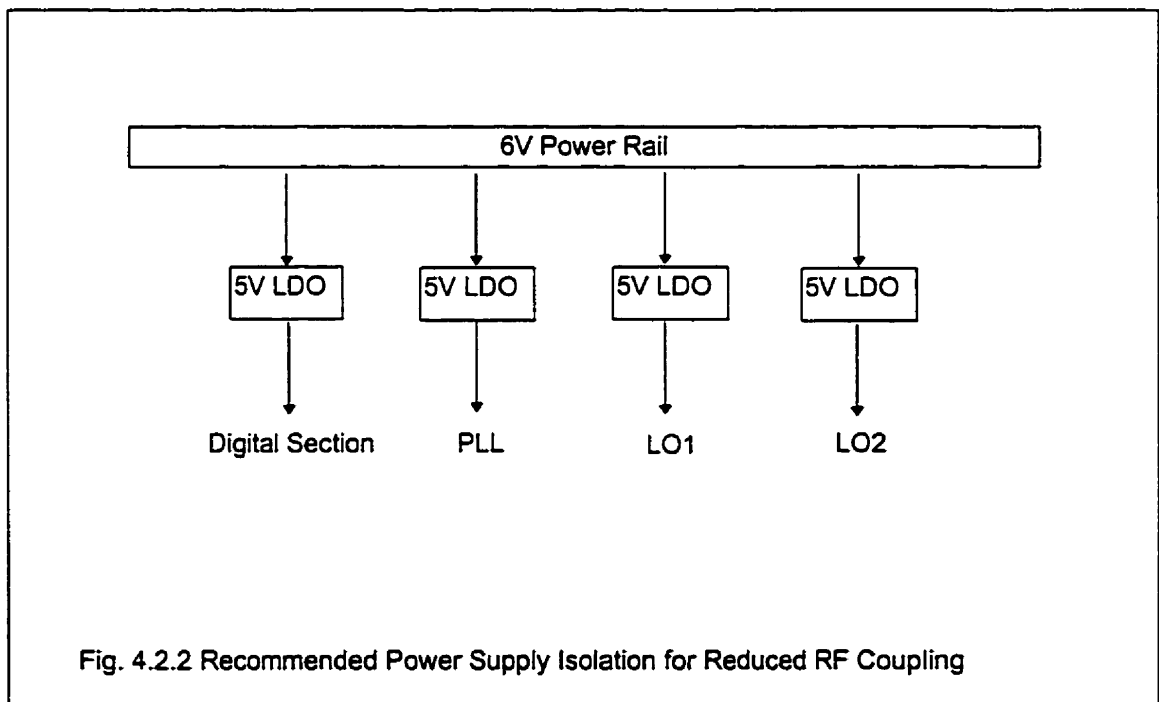 6V Power Rail
5V LDO 5V LDO 5V LDO 5V LDO
Digital Section PLL LO1 LO2
Fig. 4.2.2 Recommended Power Supply Isolation for Reduced RF Coupling